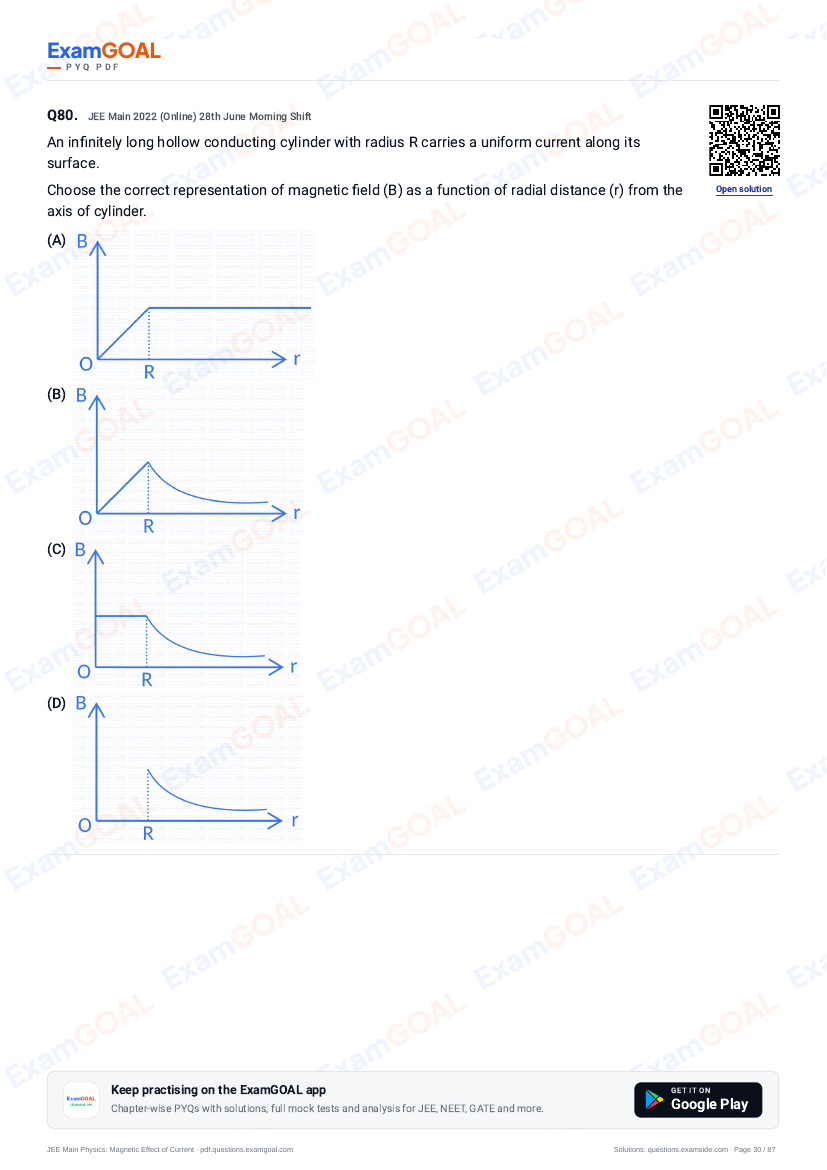 ExamGOAL
PYQ PDF
Q80. JEE Main 2022 (Online) 28th June Morning Shift
An infinitely long hollow conducting cylinder with radius R carries a uniform current along its
surface.
Choose the correct representation of magnetic field (B) as a function of radial distance (r) from the
axis of cylinder.
Open solution
(A) B
O R r
(B) B
O R r
(C) B
O R r
(D) B
O R r
Keep practising on the ExamGOAL app
Chapter-wise PYQs with solutions, full mock tests and analysis for JEE, NEET, GATE and more.
GET IT ON
Google Play
JEE Main Physics: Magnetic Effect of Current · pdf.questions.examgoal.com
Solutions: questions.examside.com · Page 30 / 87